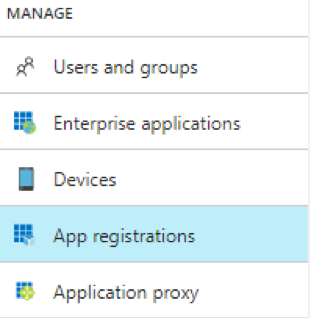 MANAGE
Users and groups
Enterprise applications
Devices
App registrations
Application proxy